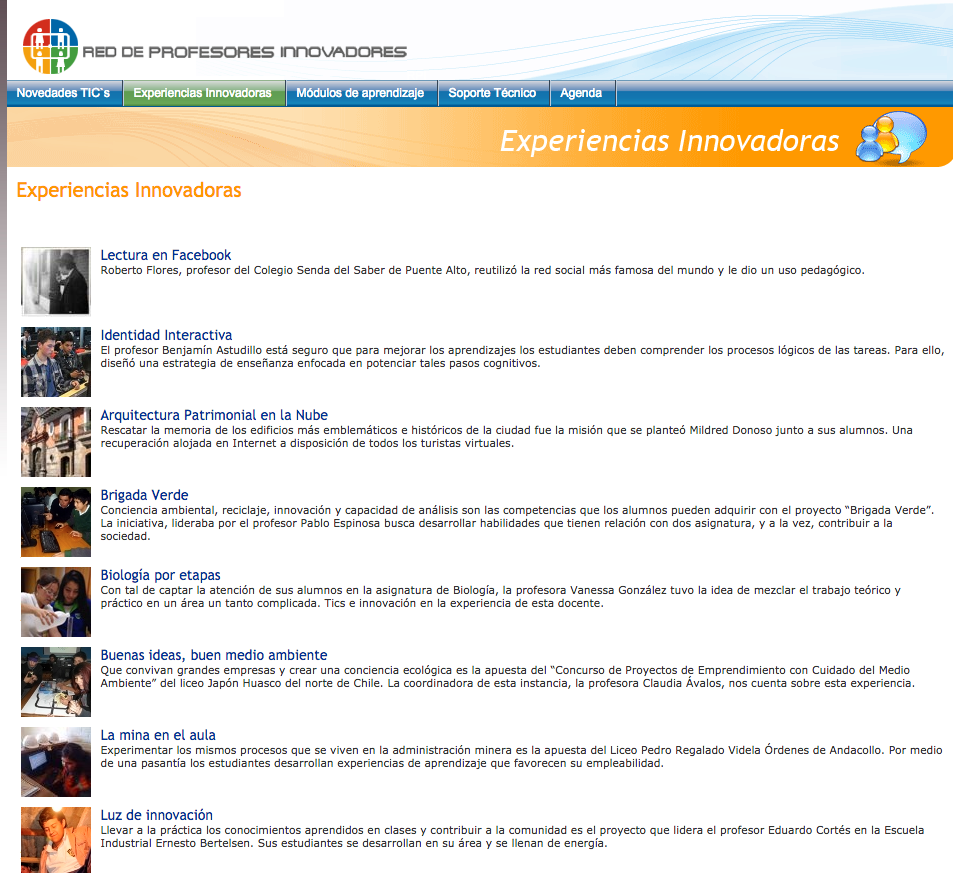 RED DE PROFESORES INNOVADORES
Novedades TIC`s Experiencias Innovadoras Módulos de aprendizaje Soporte Técnico Agenda
Experiencias Innovadoras
Experiencias Innovadoras
Lectura en Facebook
Roberto Flores, profesor del Colegio Senda del Saber de Puente Alto, reutilizó la red social más famosa del mundo y le dio un uso pedagógico.
Identidad Interactiva
El profesor Benjamín Astudillo está seguro que para mejorar los aprendizajes los estudiantes deben comprender los procesos lógicos de las tareas. Para ello,
diseñó una estrategia de enseñanza enfocada en potenciar tales pasos cognitivos.
Arquitectura Patrimonial en la Nube
Rescatar la memoria de los edificios más emblemáticos e históricos de la ciudad fue la misión que se planteó Mildred Donoso junto a sus alumnos. Una
recuperación alojada en Internet a disposición de todos los turistas virtuales.
Brigada Verde
Conciencia ambiental, reciclaje, innovación y capacidad de análisis son las competencias que los alumnos pueden adquirir con el proyecto “Brigada Verde”.
La iniciativa, lideraba por el profesor Pablo Espinosa busca desarrollar habilidades que tienen relación con dos asignatura, y a la vez, contribuir a la
sociedad.
Biología por etapas
Con tal de captar la atención de sus alumnos en la asignatura de Biología, la profesora Vanessa González tuvo la idea de mezclar el trabajo teórico y
práctico en un área un tanto complicada. Tics e innovación en la experiencia de esta docente.
Buenas ideas, buen medio ambiente
Que convivan grandes empresas y crear una conciencia ecológica es la apuesta del “Concurso de Proyectos de Emprendimiento con Cuidado del Medio
Ambiente” del liceo Japón Huasco del norte de Chile. La coordinadora de esta instancia, la profesora Claudia Ávalos, nos cuenta sobre esta experiencia.
La mina en el aula
Experimentar los mismos procesos que se viven en la administración minera es la apuesta del Liceo Pedro Regalado Videla Órdenes de Andacollo. Por medio
de una pasantía los estudiantes desarrollan experiencias de aprendizaje que favorecen su empleabilidad.
Luz de innovación
Llevar a la práctica los conocimientos aprendidos en clases y contribuir a la comunidad es el proyecto que lidera el profesor Eduardo Cortés en la Escuela
Industrial Ernesto Bertelsen. Sus estudiantes se desarrollan en su área y se llenan de energía.